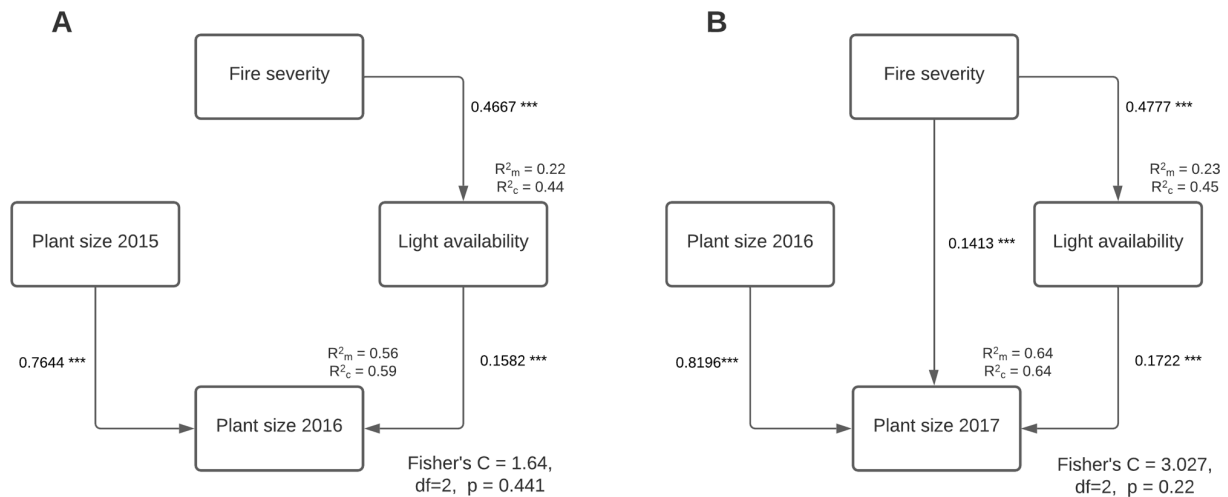 A
Fire severity
0.4667 ***
R²m = 0.22
R²c = 0.44
Plant size 2015
Light availability
0.7644 ***
R²m = 0.56
R²c = 0.59
0.1582 ***
Plant size 2016
Fisher's C = 1.64,
df=2, p = 0.441
B
Fire severity
0.4777 ***
R²m = 0.23
R²c = 0.45
Plant size 2016
0.1413 ***
Light availability
0.8196***
R²m = 0.64
R²c = 0.64
0.1722 ***
Plant size 2017
Fisher's C = 3.027,
df=2, p = 0.22